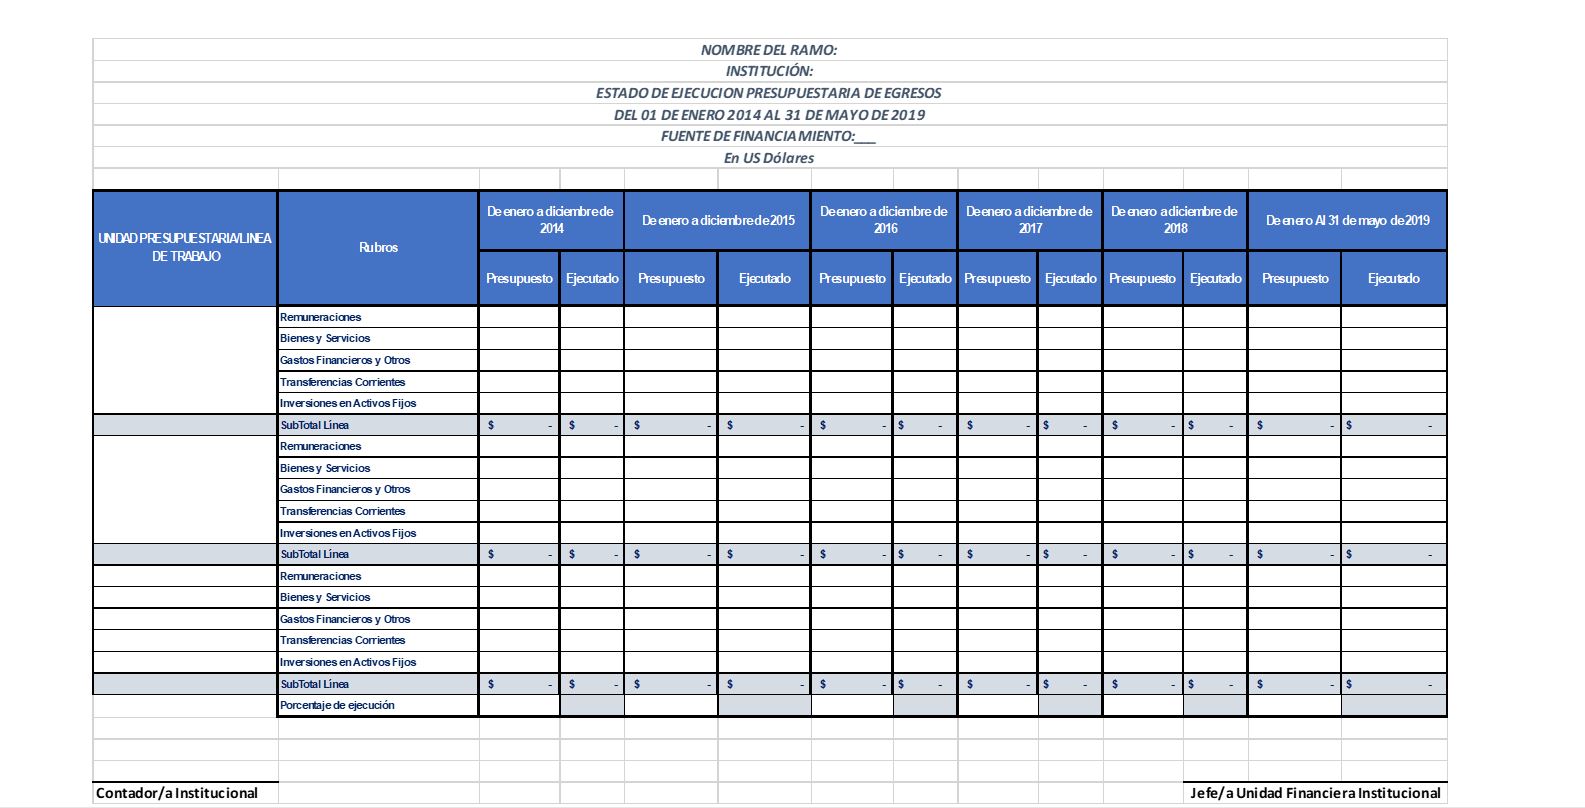 NOMBRE DEL RAMO:
INSTITUCIÓN:
ESTADO DE EJECUCION PRESUPUESTARIA DE EGRESOS
DEL 01 DE ENERO 2014 AL 31 DE MAYO DE 2019
FUENTE DE FINANCIAMIENTO:___
En US Dólares
UNIDAD PRESUPUESTARIA/LINEA
DE TRABAJO
Rubros
De enero a diciembre de
2014
De enero a diciembre de 2015
De enero a diciembre de
2016
De enero a diciembre de
2017
De enero a diciembre de
2018
De enero Al 31 de mayo de 2019
Presupuesto Ejecutado Presupuesto Ejecutado Presupuesto Ejecutado Presupuesto Ejecutado Presupuesto Ejecutado Presupuesto Ejecutado
Remuneraciones
Bienes y Servicios
Gastos Financieros y Otros
Transferencias Corrientes
Inversiones en Activos Fijos
SubTotal Línea $ - $ - $ - $ - $ - $ - $ - $ - $ - $ - $ - $ -
Remuneraciones
Bienes y Servicios
Gastos Financieros y Otros
Transferencias Corrientes
Inversiones en Activos Fijos
SubTotal Línea $ - $ - $ - $ - $ - $ - $ - $ - $ - $ - $ - $ -
Remuneraciones
Bienes y Servicios
Gastos Financieros y Otros
Transferencias Corrientes
Inversiones en Activos Fijos
SubTotal Línea $ - $ - $ - $ - $ - $ - $ - $ - $ - $ - $ - $ -
Porcentaje de ejecución
Contador/a Institucional
Jefe/a Unidad Financiera Institucional